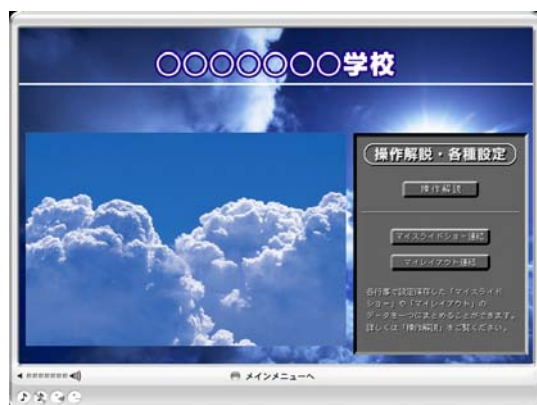 ○○○○○○○学校
操作解説・各種設定
操作解説
マイスライドショー連結
マイレイアウト連結
各行事で設定保存した「マイスライド
ショー」や「マイレイアウト」の
データを一つにまとめることができます。
詳しくは「操作解説」をご覧ください。
メインメニューへ